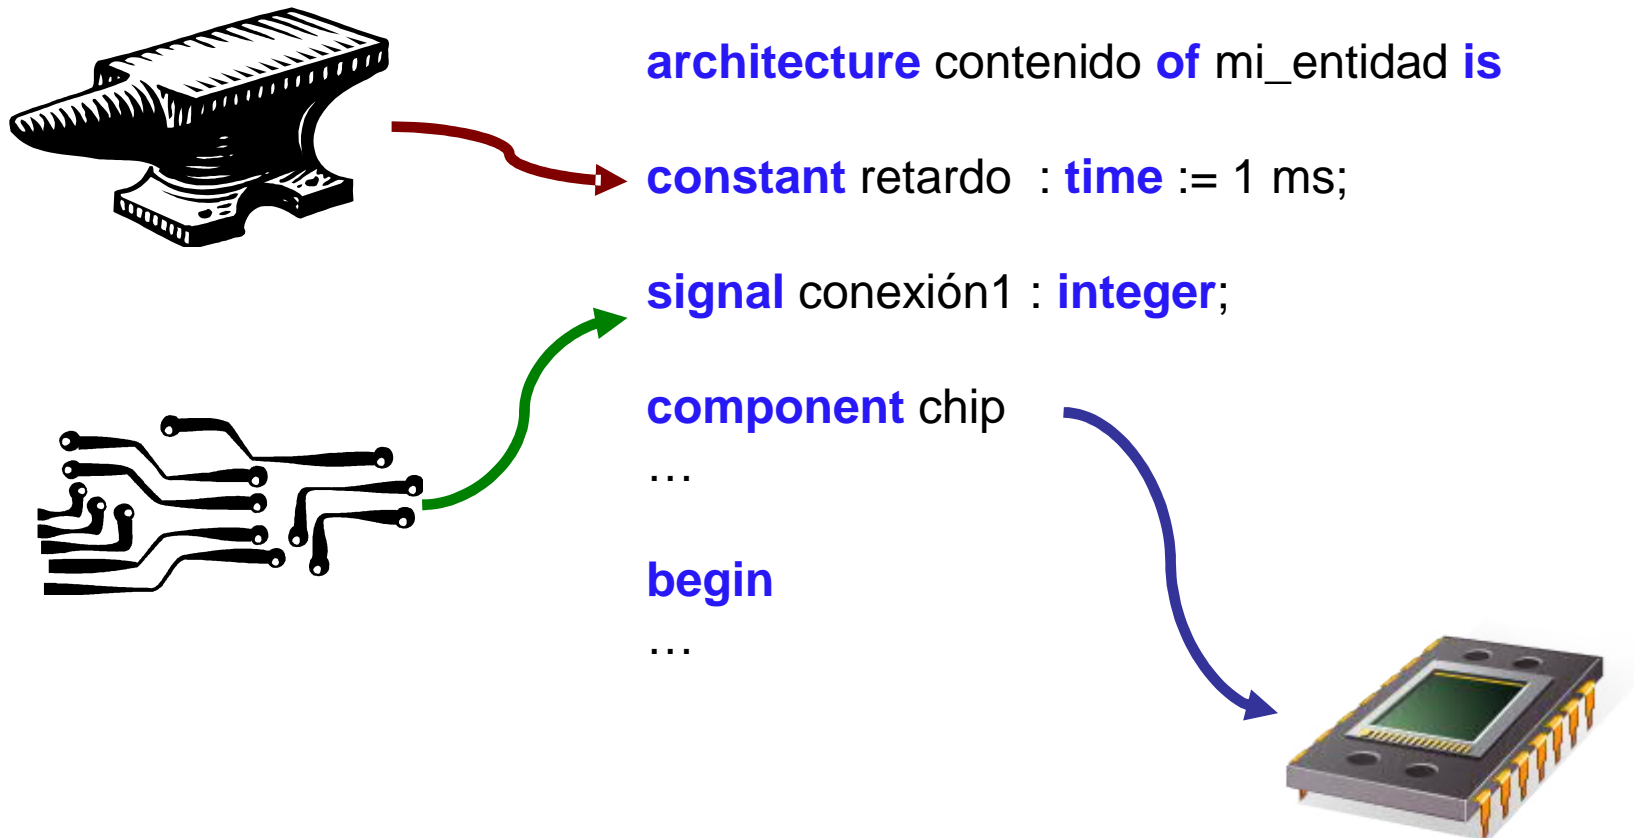 architecture contenido of mi_entidad is
constant retardo : time := 1 ms;
signal conexión1 : integer;
component chip
…
begin
…